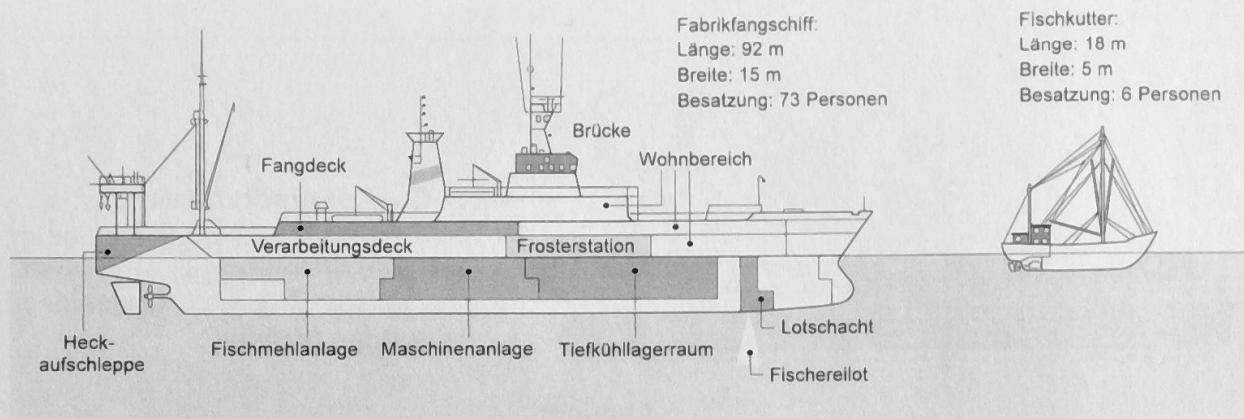 Fabrikfangschiff:
Länge: 92 m
Breite: 15 m
Besatzung: 73 Personen
Fischkutter:
Länge: 18 m
Breite: 5 m
Besatzung: 6 Personen
Brücke
Fangdeck
Wohnbereich
Verarbeitungsdeck
Frosterstation
Heck-
aufschleppe
Fischmehlanlage
Maschinenanlage
Tiefkühllagerraum
Lotschacht
Fischereilot